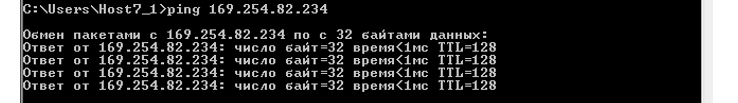 C:\Users\Host7_1>ping 169.254.82.234
Обмен пакетами с 169.254.82.234 по с 32 байтами данных:
Ответ от 169.254.82.234: число байт=32 время<1мс TTL=128
Ответ от 169.254.82.234: число байт=32 время<1мс TTL=128
Ответ от 169.254.82.234: число байт=32 время<1мс TTL=128
Ответ от 169.254.82.234: число байт=32 время<1мс TTL=128